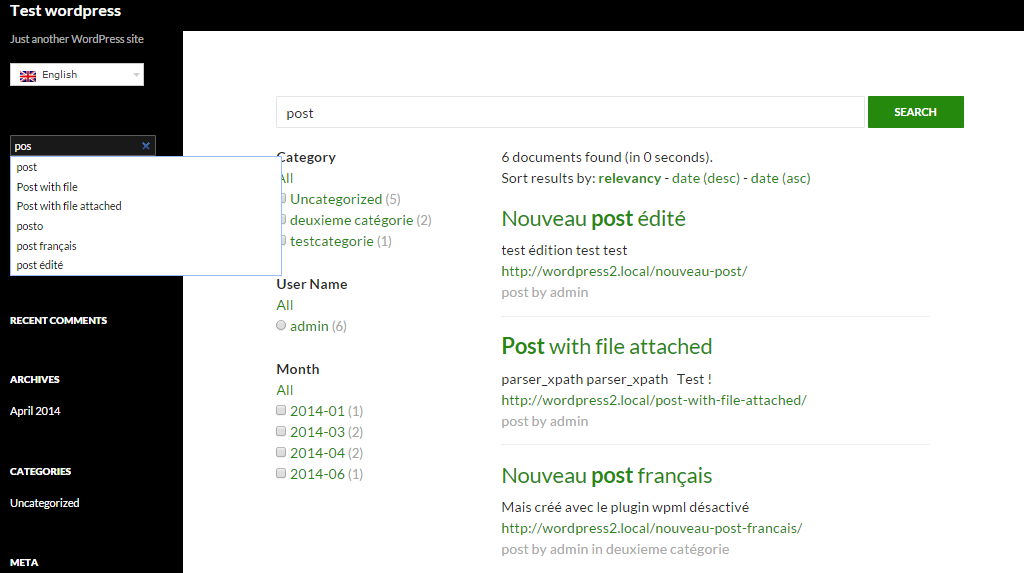 Test wordpress
Just another WordPress site
English
pos
post
Post with file
Post with file attached
posto
post français
post édité
RECENT COMMENTS
ARCHIVES
April 2014
CATEGORIES
Uncategorized
META
post
SEARCH
Category
All
Uncategorized (5)
deuxieme catégorie (2)
testcategorie (1)
User Name
All
admin (6)
Month
All
2014-01 (1)
2014-03 (2)
2014-04 (2)
2014-06 (1)
6 documents found (in 0 seconds).
Sort results by: relevancy - date (desc) - date (asc)
Nouveau post édité
test édition test test
http://wordpress2.local/nouveau-post/
post by admin
Post with file attached
parser_xpath parser_xpath Test !
http://wordpress2.local/post-with-file-attached/
post by admin
Nouveau post français
Mais créé avec le plugin wpml désactivé
http://wordpress2.local/nouveau-post-francais/
post by admin in deuxieme catégorie